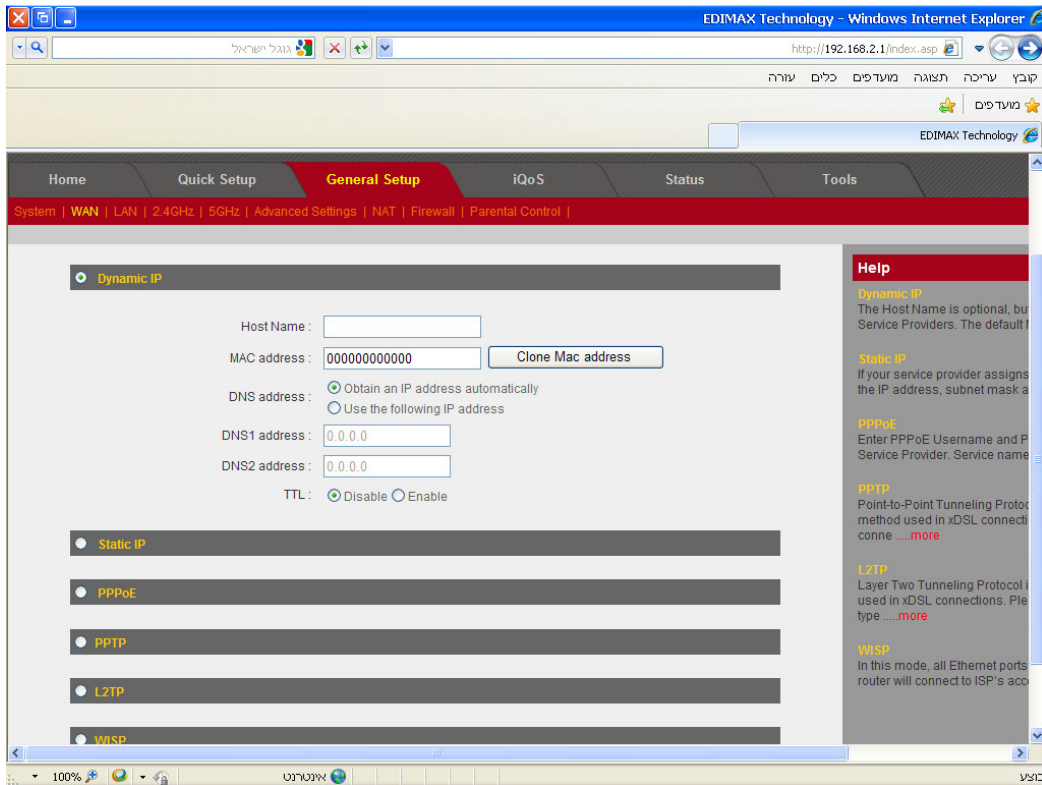 EDIMAX Technology - Windows Internet Explorer
http://192.168.2.1/index.asp
גוגל ישראל
קובץ עריכה תצוגה מועדפים כלים עזרה
מועדפים
EDIMAX Technology
Home Quick Setup General Setup iQoS Status Tools
System | WAN | LAN | 2.4GHz | 5GHz | Advanced Settings | NAT | Firewall | Parental Control |
Dynamic IP
Host Name :
MAC address : 000000000000 Clone Mac address
DNS address : Obtain an IP address automatically
Use the following IP address
DNS1 address : 0.0.0.0
DNS2 address : 0.0.0.0
TTL : Disable Enable
Static IP
PPPoE
PPTP
L2TP
WISP
Help
Dynamic IP
The Host Name is optional, bu
Service Providers. The default
Static IP
If your service provider assigns
the IP address, subnet mask a
PPPoE
Enter PPPoE Username and P
Service Provider. Service name
PPTP
Point-to-Point Tunneling Protoc
method used in xDSL connecti
conne .....more
L2TP
Layer Two Tunneling Protocol i
used in xDSL connections. Ple
type .....more
WISP
In this mode, all Ethernet ports
router will connect to ISP's acc
100%
אינטרנט
בוצע